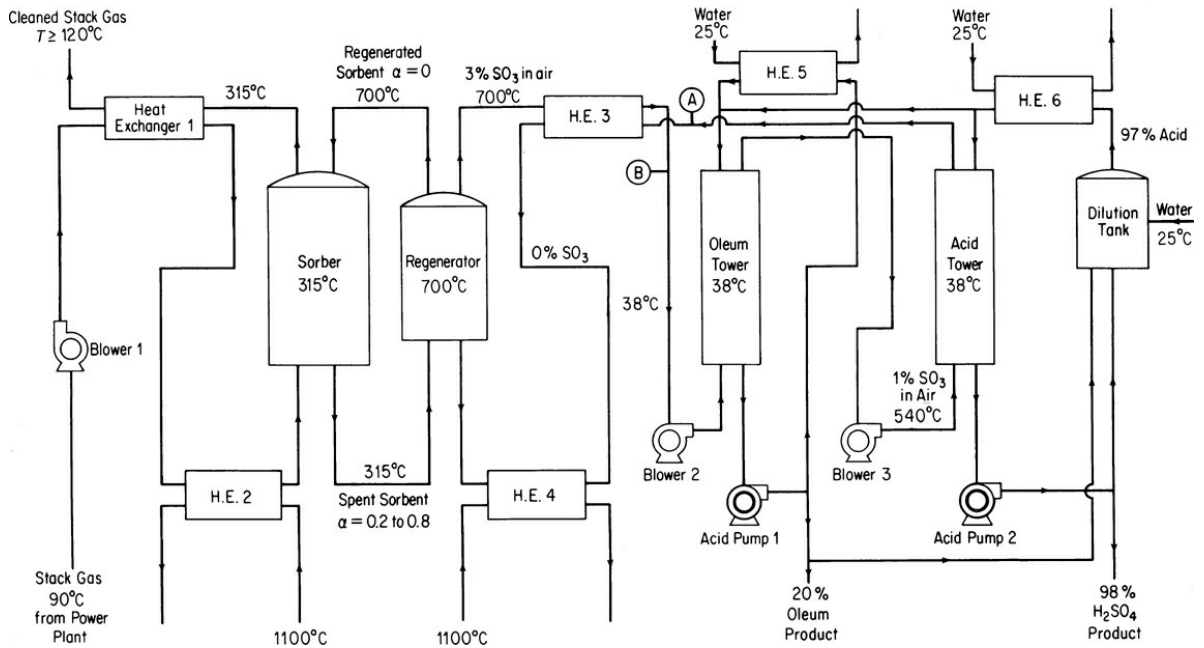 Cleaned Stack Gas
T ≥ 120°C
Heat
Exchanger 1
315°C
Regenerated
Sorbent α = 0
700°C
3% SO₃ in air
700°C
H.E. 3
A
B
Water
25°C
H.E. 5
Water
25°C
H.E. 6
97% Acid
Dilution
Tank
Water
25°C
Sorber
315°C
Regenerator
700°C
0% SO₃
38°C
Oleum
Tower
38°C
Acid
Tower
38°C
1% SO₃
in Air
540°C
Blower 1
Blower 2
Blower 3
315°C
Spent Sorbent
α = 0.2 to 0.8
H.E. 2
H.E. 4
Acid Pump 1
Acid Pump 2
Stack Gas
90°C
from Power
Plant
1100°C
1100°C
20%
Oleum
Product
98%
H₂SO₄
Product